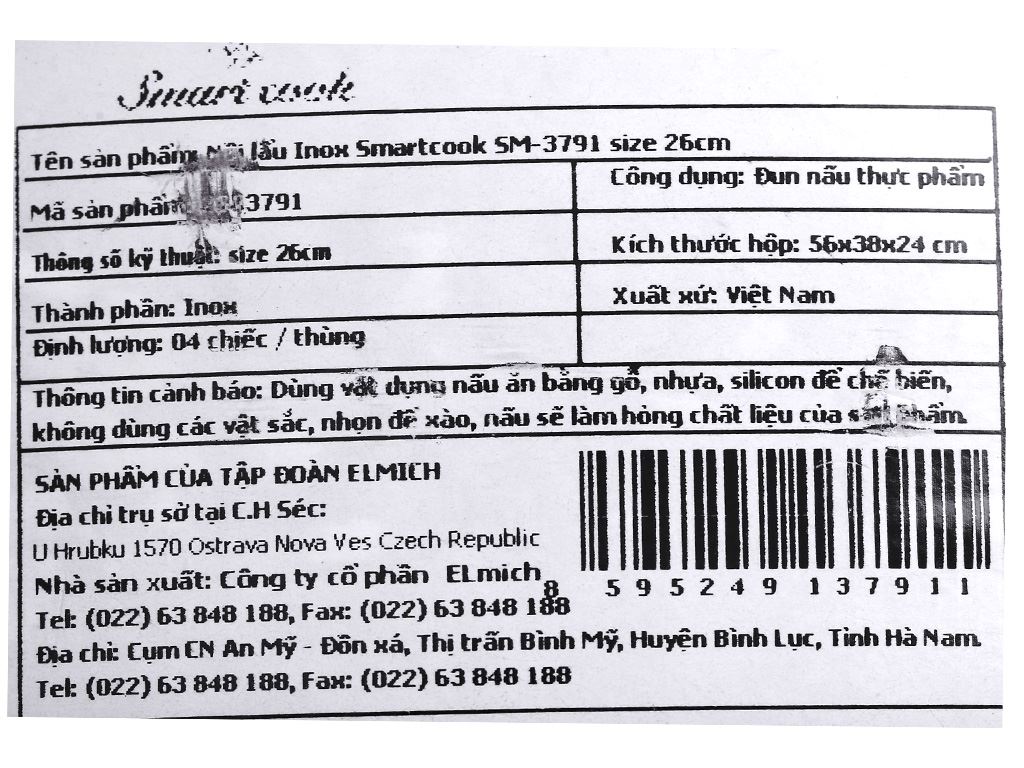 Smart cook
Tên sản phẩm: Nồi lẩu Inox Smartcook SM-3791 size 26cm
Mã sản phẩm 3791
Công dụng: Đun nấu thực phẩm
Thông số kỹ thuật: size 26cm
Kích thước hộp: 56x38x24 cm
Thành phần: Inox
Xuất xứ: Việt Nam
Định lượng: 04 chiếc / thùng
Thông tin cảnh báo: Dùng vật dụng nấu ăn bằng gỗ, nhựa, silicon để chế biến,
không dùng các vật sắc, nhọn để xào, nấu sẽ làm hỏng chất liệu của sản phẩm.
SẢN PHẨM CỦA TẬP ĐOÀN ELMICH
Địa chỉ trụ sở tại C.H Séc:
U Hrubku 1570 Ostrava Nova Ves Czech Republic
Nhà sản xuất: Công ty cổ phần ELmich
8 595249 137911
Tel: (022) 63 848 188, Fax: (022) 63 848 188
Địa chỉ: Cụm CN An Mỹ - Đồn xá, Thị trấn Bình Mỹ, Huyện Bình Lục, Tỉnh Hà Nam.
Tel: (022) 63 848 188, Fax: (022) 63 848 188